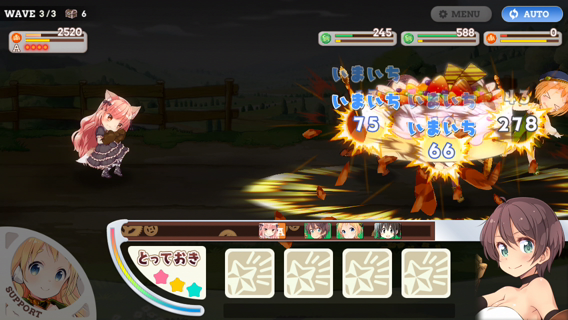 WAVE 3/3 6
MENU
AUTO
2520
A
245
588
0
いまいち
いまいち
いまいち
43
75
278
いまいち
66
とっておき
SUPPORT